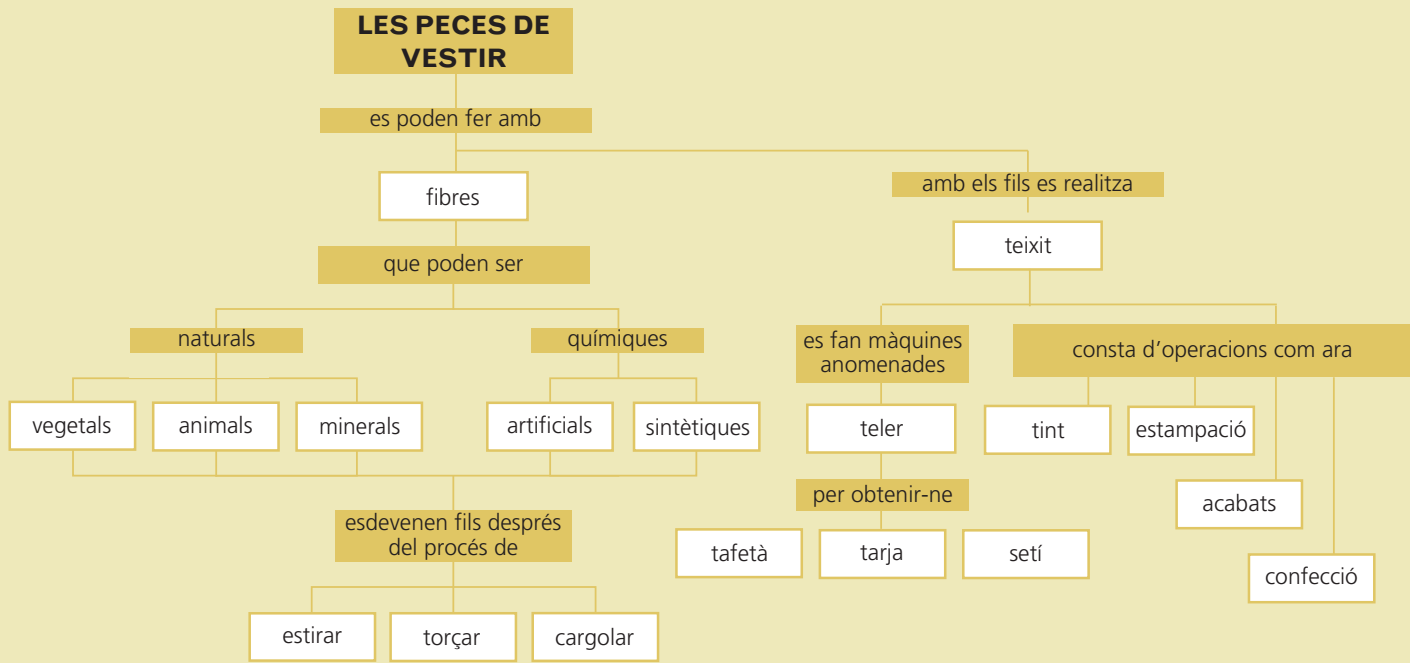 LES PECES DE
VESTIR
es poden fer amb
fibres
amb els fils es realitza
teixit
que poden ser
naturals
químiques
es fan màquines
anomenades
consta d’operacions com ara
vegetals
animals
minerals
artificials
sintètiques
teler
tint
estampació
per obtenir-ne
acabats
esdevenen fils després
del procés de
tafetà
tarja
setí
confecció
estirar
torçar
cargolar